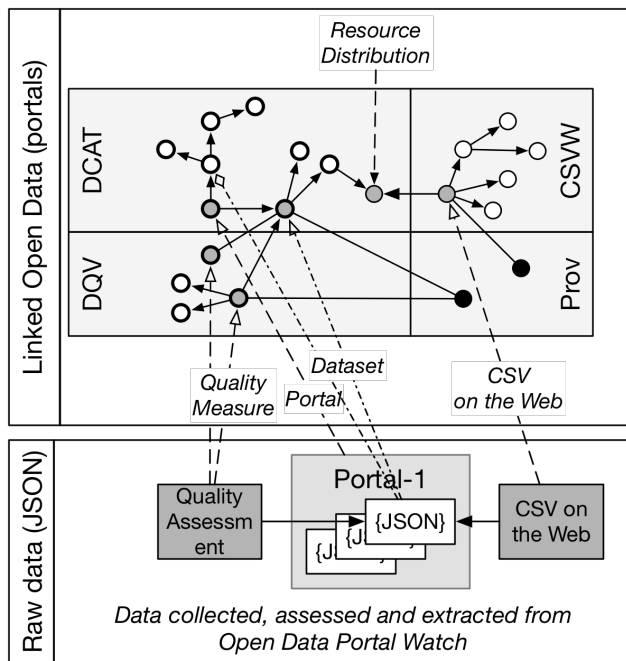 Linked Open Data (portals)
Resource
Distribution
DCAT
CSVW
DQV
Prov
Quality
Measure
Dataset
Portal
CSV
on the Web
Raw data (JSON)
Portal-1
Quality
Assessm
ent
{JSON}
{JS
{JS
CSV on
the Web
Data collected, assessed and extracted from
Open Data Portal Watch